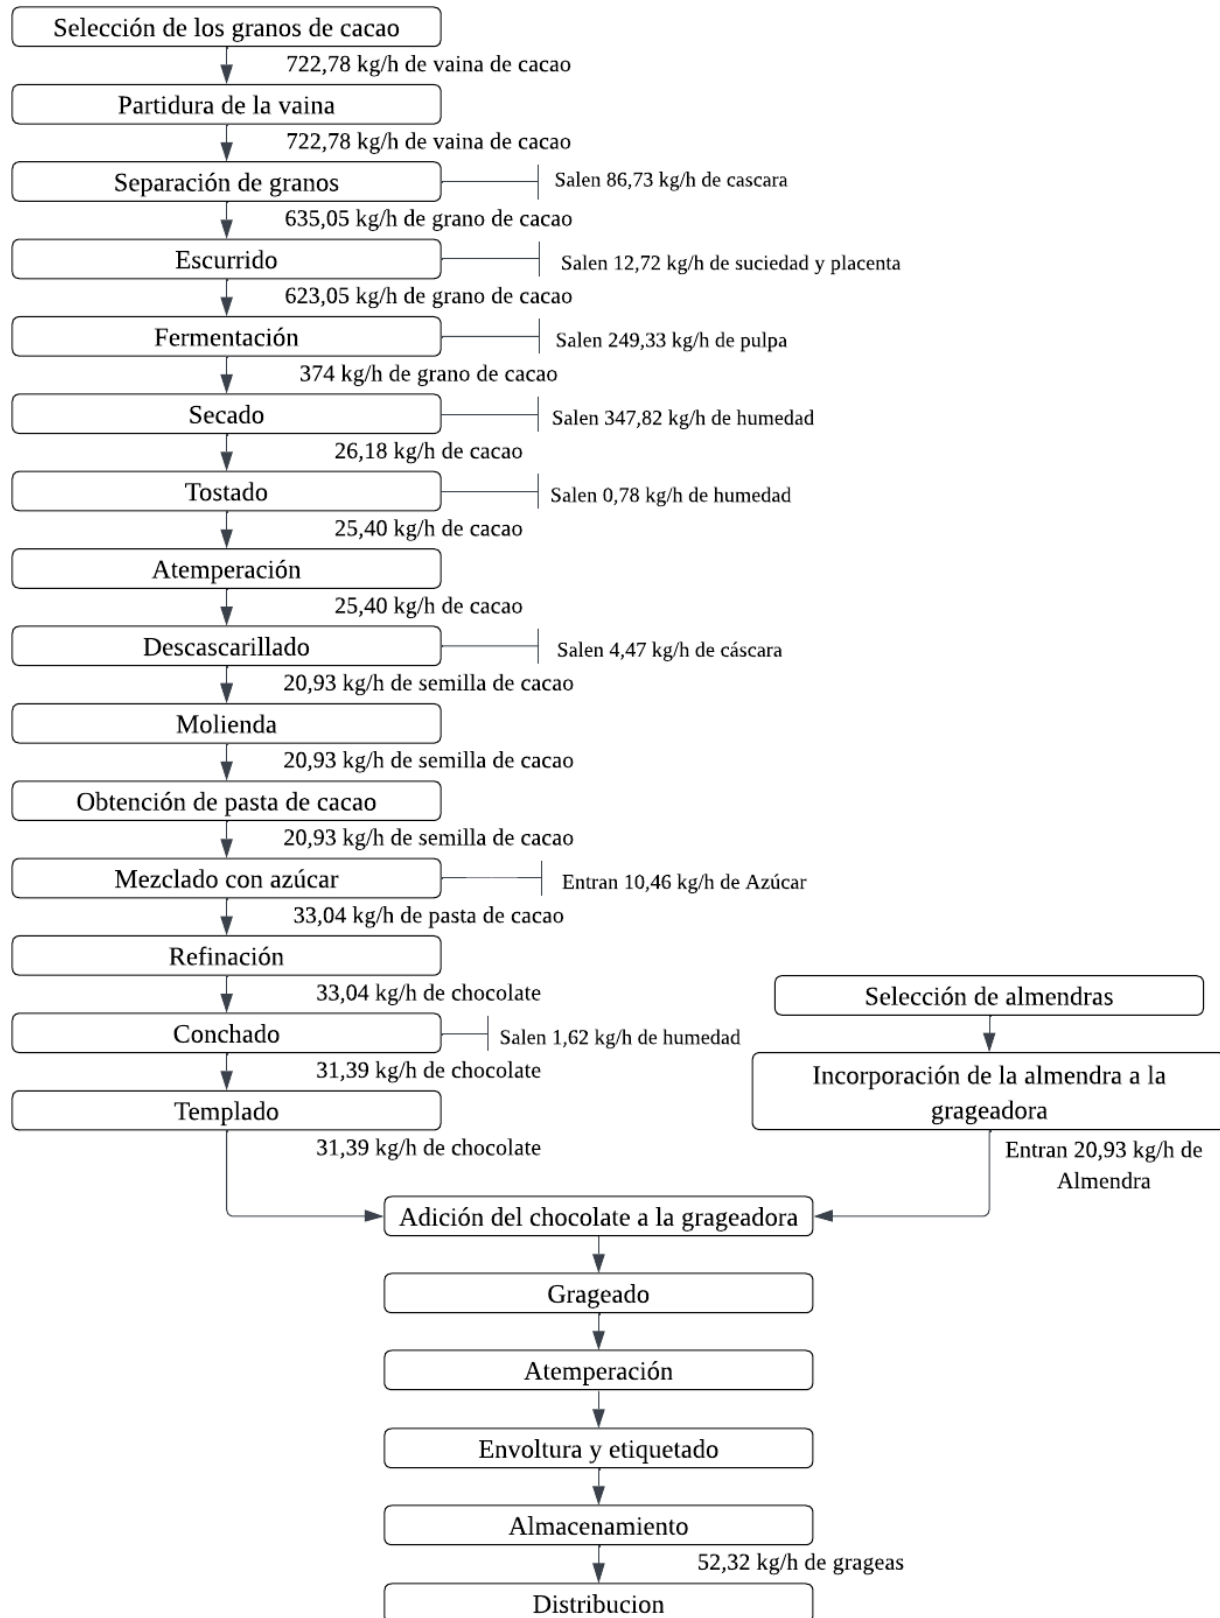 Selección de los granos de cacao
722,78 kg/h de vaina de cacao
Partidura de la vaina
722,78 kg/h de vaina de cacao
Separación de granos
Salen 86,73 kg/h de cascara
635,05 kg/h de grano de cacao
Escurrido
Salen 12,72 kg/h de suciedad y placenta
623,05 kg/h de grano de cacao
Fermentación
Salen 249,33 kg/h de pulpa
374 kg/h de grano de cacao
Secado
Salen 347,82 kg/h de humedad
26,18 kg/h de cacao
Tostado
Salen 0,78 kg/h de humedad
25,40 kg/h de cacao
Atemperación
25,40 kg/h de cacao
Descascarillado
Salen 4,47 kg/h de cáscara
20,93 kg/h de semilla de cacao
Molienda
20,93 kg/h de semilla de cacao
Obtención de pasta de cacao
20,93 kg/h de semilla de cacao
Mezclado con azúcar
Entran 10,46 kg/h de Azúcar
33,04 kg/h de pasta de cacao
Refinación
33,04 kg/h de chocolate
Conchado
Salen 1,62 kg/h de humedad
31,39 kg/h de chocolate
Templado
31,39 kg/h de chocolate
Selección de almendras
Incorporación de la almendra a la
grageadora
Entran 20,93 kg/h de
Almendra
Adición del chocolate a la grageadora
Grageado
Atemperación
Envoltura y etiquetado
Almacenamiento
52,32 kg/h de grageas
Distribucion